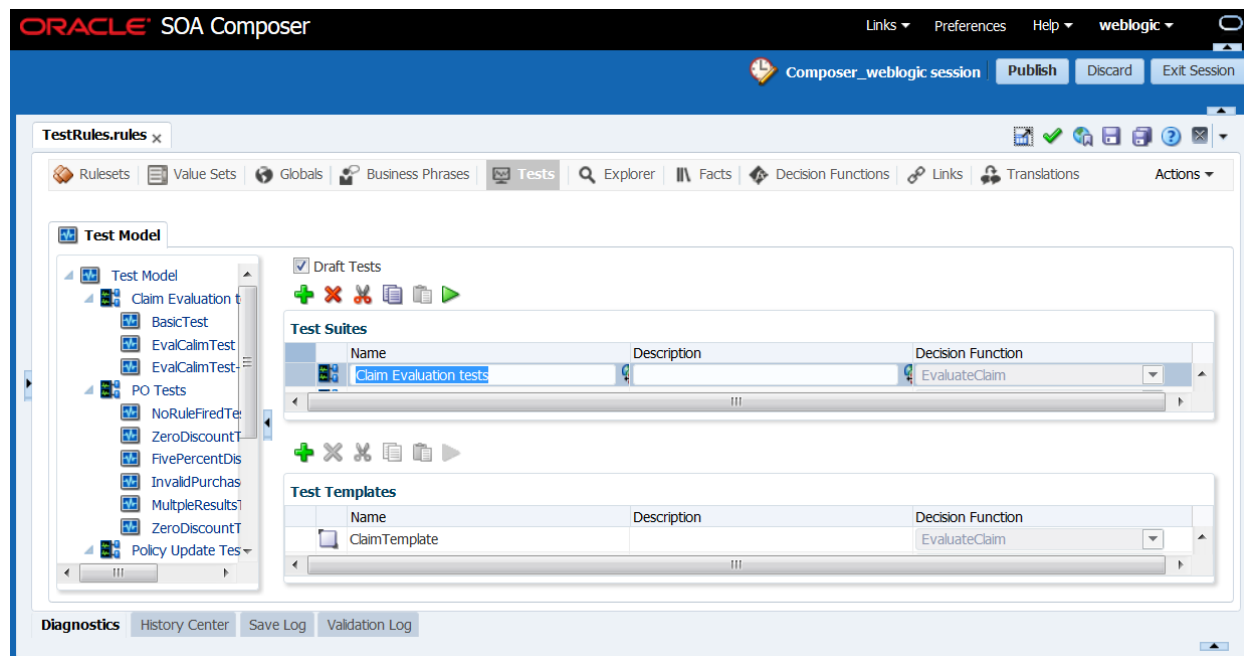 ORACLE SOA Composer Links Preferences Help weblogic
Composer_weblogic session Publish Discard Exit Session
TestRules.rules x
Rulesets Value Sets Globals Business Phrases Tests Explorer Facts Decision Functions Links Translations Actions
Test Model
Test Model
Claim Evaluation t
BasicTest
EvalCalimTest
EvalCalimTest-
PO Tests
NoRuleFiredTe
ZeroDiscountT
FivePercentDis
InvalidPurchas
MultpleResultsT
ZeroDiscountT
Policy Update Tes
Draft Tests
Test Suites
Name Description Decision Function
Claim Evaluation tests EvaluateClaim
Test Templates
Name Description Decision Function
ClaimTemplate EvaluateClaim
Diagnostics History Center Save Log Validation Log